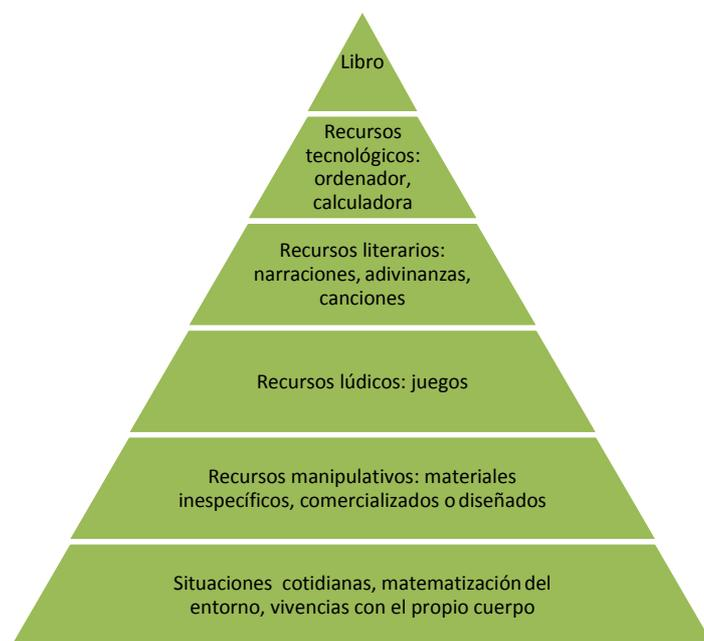 Libro
Recursos
tecnológicos:
ordenador,
calculadora
Recursos literarios:
narraciones, adivinanzas,
canciones
Recursos lúdicos: juegos
Recursos manipulativos: materiales
inespecíficos, comercializados o diseñados
Situaciones cotidianas, matematización del
entorno, vivencias con el propio cuerpo